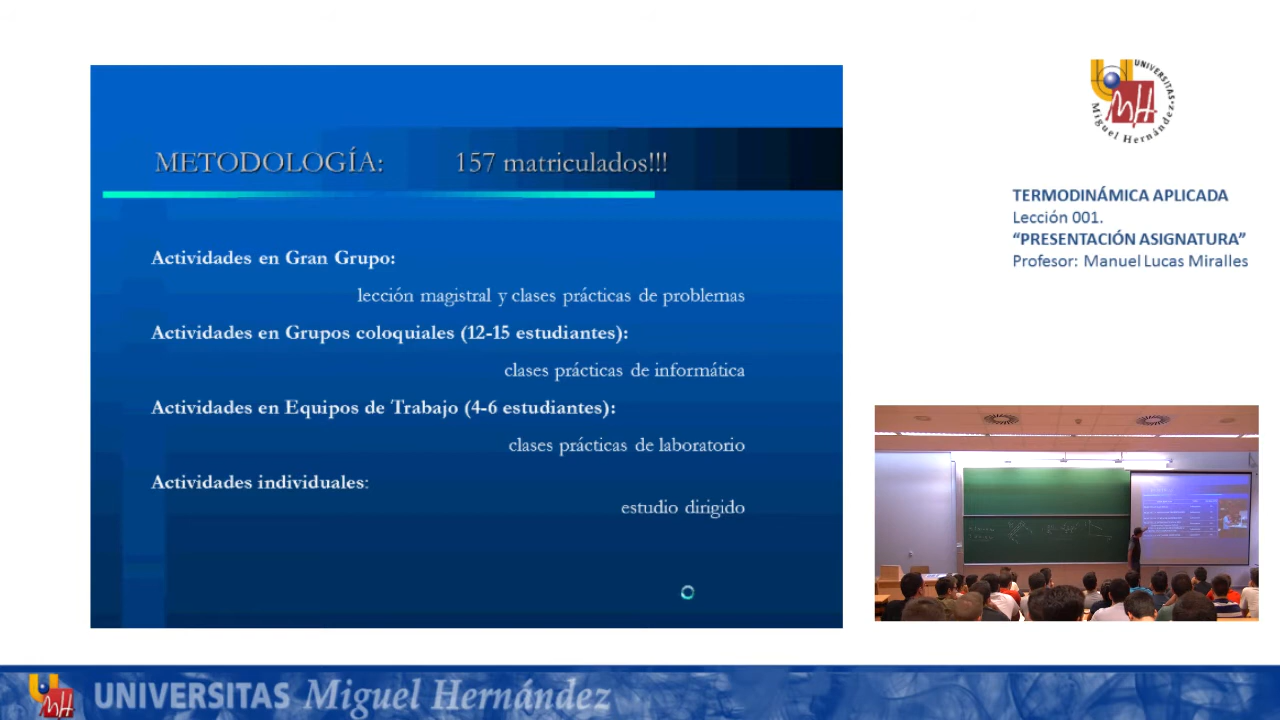 METODOLOGÍA: 157 matriculados!!!
Actividades en Gran Grupo:
lección magistral y clases prácticas de problemas
Actividades en Grupos coloquiales (12-15 estudiantes):
clases prácticas de informática
Actividades en Equipos de Trabajo (4-6 estudiantes):
clases prácticas de laboratorio
Actividades individuales:
estudio dirigido
UNIVERSITAS
Miguel Hernández
TERMODINÁMICA APLICADA
Lección 001.
“PRESENTACIÓN ASIGNATURA”
Profesor: Manuel Lucas Miralles
UNIVERSITAS Miguel Hernández